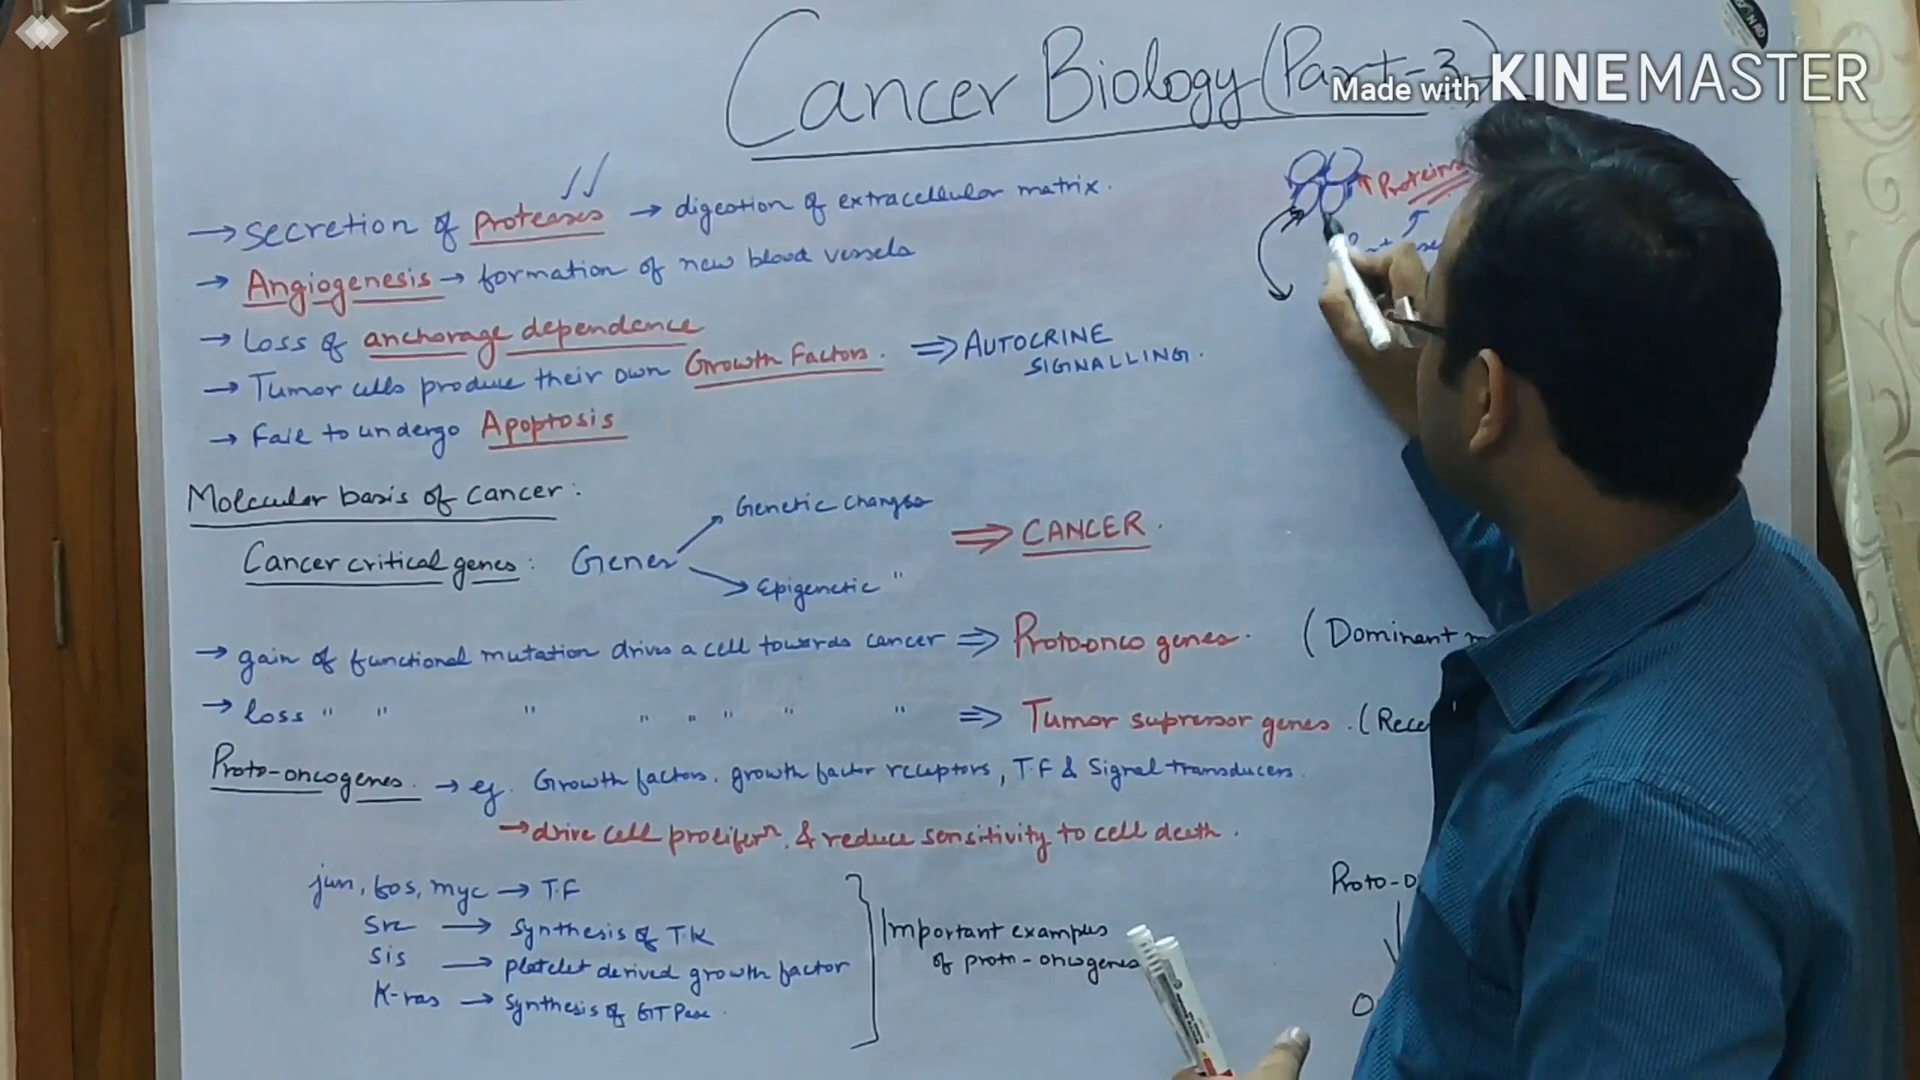 Cancer Biology (Part-3)
Made with KINEMASTER
→ secretion of proteases → digestion of extracellular matrix.
↑ Proteins
→ Angiogenesis → formation of new blood vessels
→ Loss of anchorage dependence
→ Tumor cells produce their own Growth Factors. ⇒ AUTOCRINE SIGNALLING.
→ Fail to undergo Apoptosis
Molecular basis of cancer:
Genetic changes
Cancer critical genes: Genes ⇒ CANCER.
Epigenetic "
→ gain of functional mutation drives a cell towards cancer ⇒ Proto-onco genes. (Dominant
→ loss " " " " " " " " ⇒ Tumor supressor genes. (Rece
Proto-oncogenes. → eg. Growth factors, growth factor receptors, T.F & Signal transducers.
→ drive cell prolifern. & reduce sensitivity to cell death.
jun, fos, myc → T.F
Src → Synthesis of T.K
Sis → platelet derived growth factor
K-ras → Synthesis of GTPase.
Important examples
of proto-oncogenes
Proto-o
O